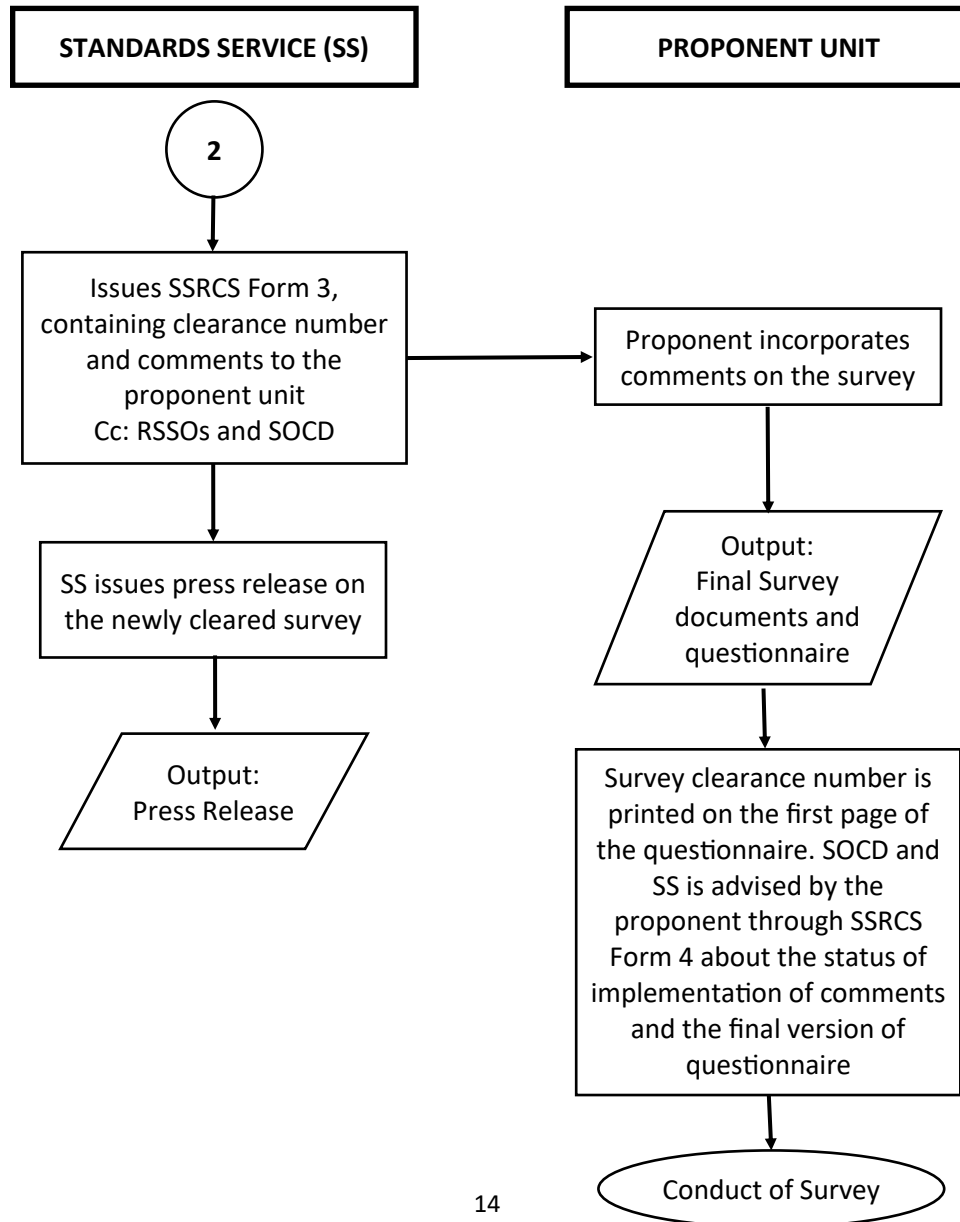 STANDARDS SERVICE (SS)
PROPONENT UNIT
2
Issues SSRCS Form 3,
containing clearance number
and comments to the
proponent unit
Cc: RSSOs and SOCD
Proponent incorporates
comments on the survey
SS issues press release on
the newly cleared survey
Output:
Final Survey
documents and
questionnaire
Output:
Press Release
Survey clearance number is
printed on the first page of
the questionnaire. SOCD and
SS is advised by the
proponent through SSRCS
Form 4 about the status of
implementation of comments
and the final version of
questionnaire
Conduct of Survey
14